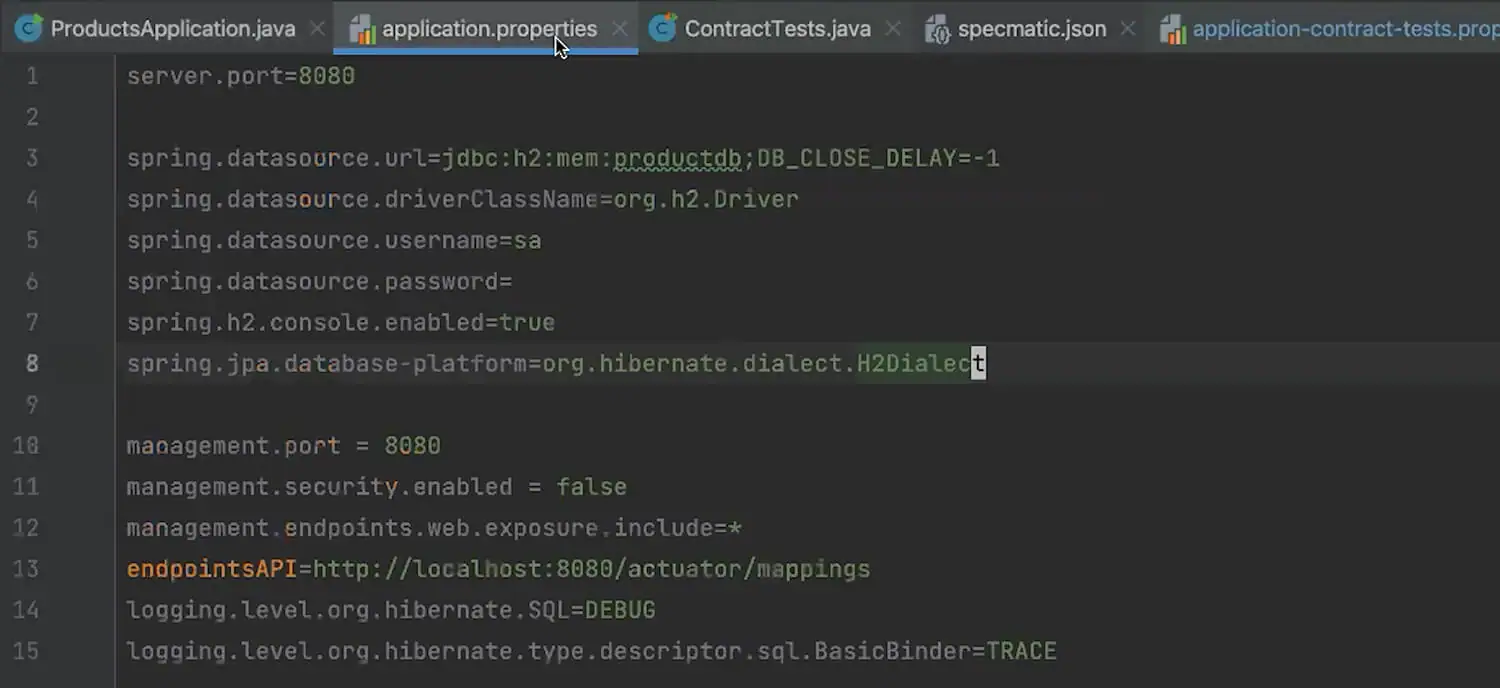 ProductsApplication.java application.properties ContractTests.java specmatic.json application-contract-tests.prop
1 server.port=8080
2
3 spring.datasource.url=jdbc:h2:mem:productdb;DB_CLOSE_DELAY=-1
4 spring.datasource.driverClassName=org.h2.Driver
5 spring.datasource.username=sa
6 spring.datasource.password=
7 spring.h2.console.enabled=true
8 spring.jpa.database-platform=org.hibernate.dialect.H2Dialect
9
10 management.port = 8080
11 management.security.enabled = false
12 management.endpoints.web.exposure.include=*
13 endpointsAPI=http://localhost:8080/actuator/mappings
14 logging.level.org.hibernate.SQL=DEBUG
15 logging.level.org.hibernate.type.descriptor.sql.BasicBinder=TRACE